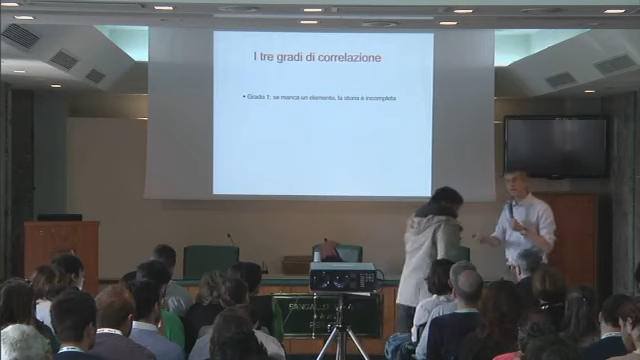 I tre gradi di correlazione
• Grado 1: se manca un elemento, la storia è incompleta